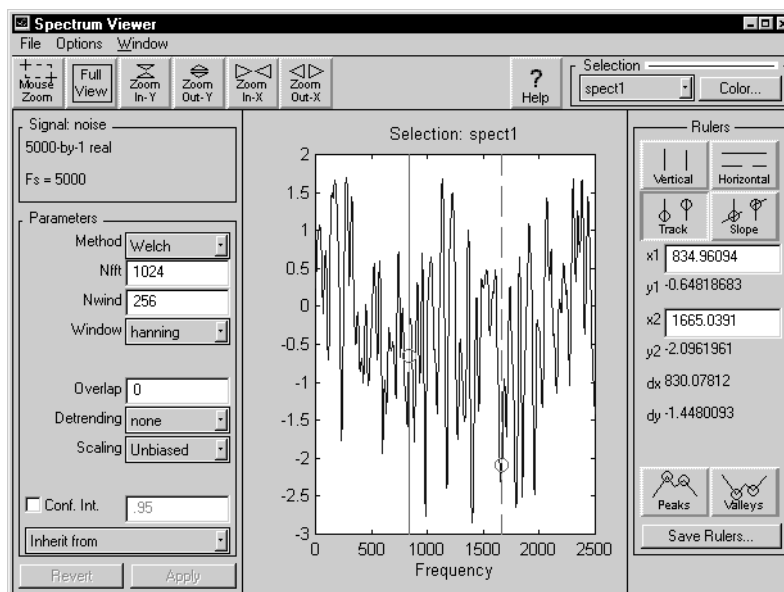 Spectrum Viewer
File Options Window
Mouse Zoom
Full View
Zoom In-Y
Zoom Out-Y
Zoom In-X
Zoom Out-X
? Help
Selection
spect1
Color...
Signal: noise
5000-by-1 real
Fs = 5000
Parameters
Method Welch
Nfft 1024
Nwind 256
Window hanning
Overlap 0
Detrending none
Scaling Unbiased
Conf. Int. .95
Inherit from
Revert Apply
Selection: spect1
2
1.5
1
0.5
0
-0.5
-1
-1.5
-2
-2.5
-3
0 500 1000 1500 2000 2500
Frequency
Rulers
Vertical Horizontal
Track Slope
x1 834.96094
y1 -0.64818683
x2 1665.0391
y2 -2.0961961
dx 830.07812
dy -1.4480093
Peaks Valleys
Save Rulers...